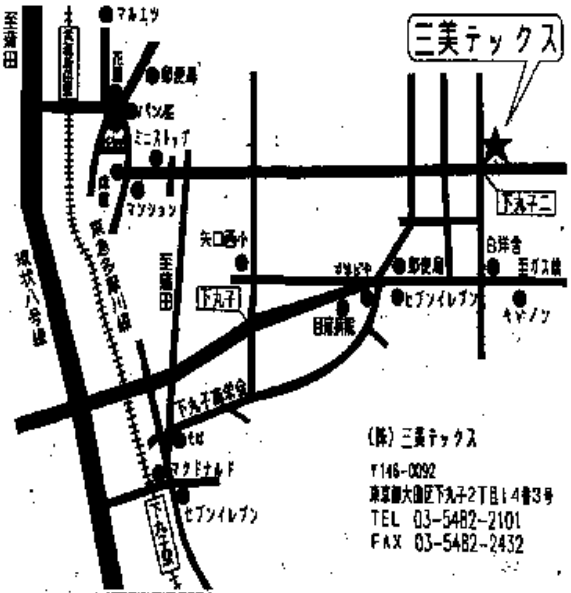 至蒲田
マルエツ
三美テックス
花屋
郵便局
パン屋
ミニストップ
マンション
下丸子二
東急多摩川線
矢口西小
至蒲田
白洋舎
郵便局
至ガス橋
環状八号線
下丸子
セブンイレブン
キヤノン
目蒲病院
下丸子商栄会
そば
マクドナルド
セブンイレブン
下丸子駅
(株)三美テックス
〒146-0092
東京都大田区下丸子2丁目14番3号
TEL 03-5482-2101
FAX 03-5482-2432